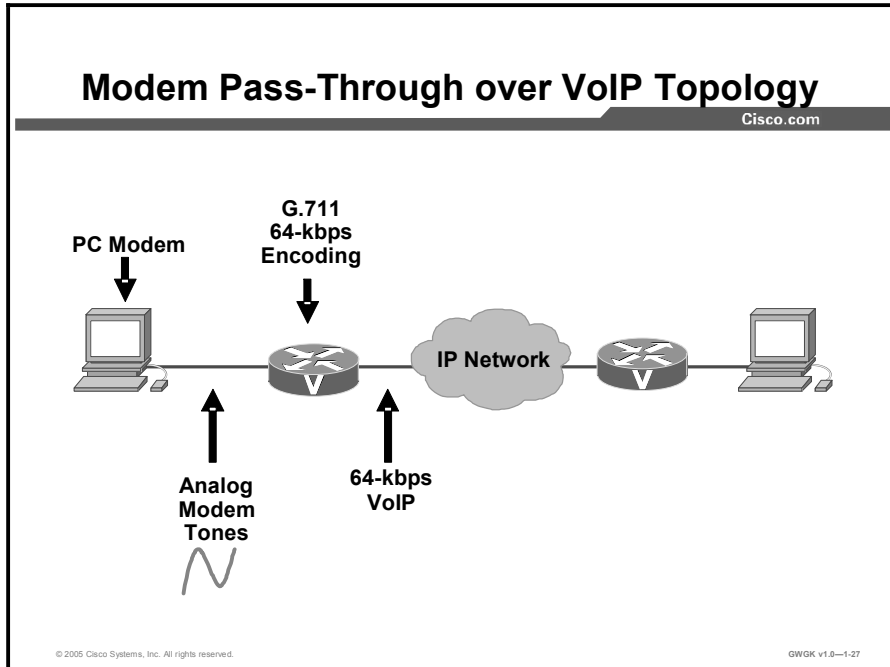 Modem Pass-Through over VoIP Topology
Cisco.com
PC Modem
G.711
64-kbps
Encoding
V
IP Network
V
Analog
Modem
Tones
64-kbps
VoIP
© 2005 Cisco Systems, Inc. All rights reserved.
GWGK v1.0—1-27